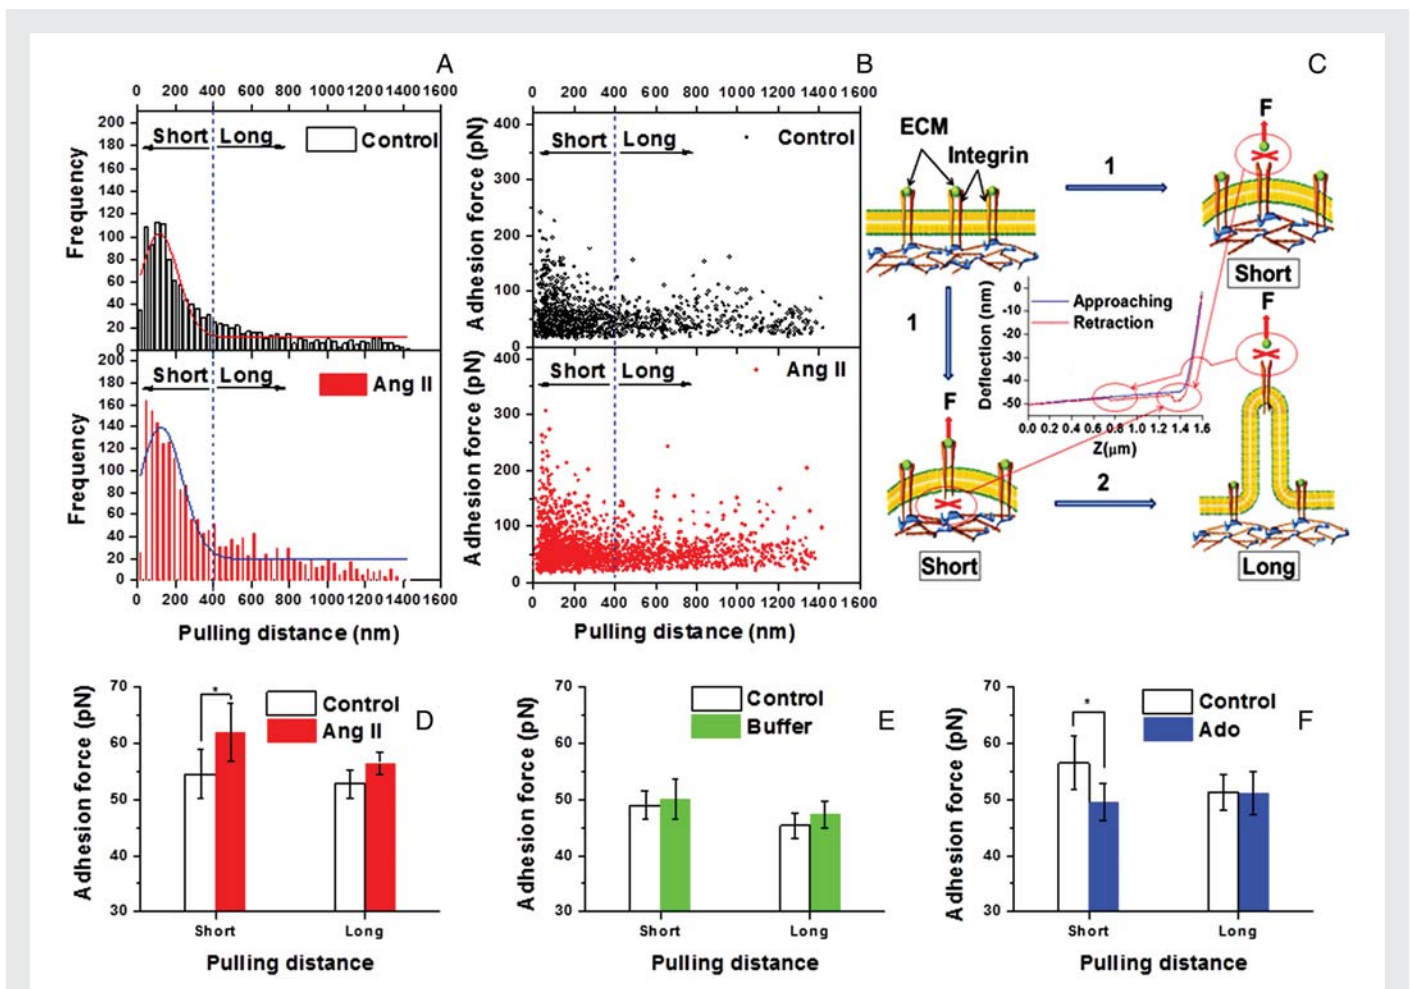 A
0 200 400 600 800 1000 1200 1400 1600
200
180
160
140
120
100
80
60
40
20
0
Frequency
Short Long
Control
200
180
160
140
120
100
80
60
40
20
0
Frequency
Short Long
Ang II
0 200 400 600 800 1000 1200 1400 1600
Pulling distance (nm)
B
0 200 400 600 800 1000 1200 1400 1600
400
300
200
100
0
Adhesion force (pN)
Short Long
Control
400
300
200
100
0
Adhesion force (pN)
Short Long
Ang II
0 200 400 600 800 1000 1200 1400 1600
Pulling distance (nm)
C
ECM
Integrin
1
F
Short
1
F
Short
2
F
Long
0
-10
-20
-30
-40
-50
Deflection (nm)
Approaching
Retraction
0.0 0.2 0.4 0.6 0.8 1.0 1.2 1.4 1.6
Z(μm)
D
70
60
50
40
30
Adhesion force (pN)
*
Control
Ang II
Short Long
Pulling distance
E
70
60
50
40
30
Adhesion force (pN)
Control
Buffer
Short Long
Pulling distance
F
70
60
50
40
30
Adhesion force (pN)
*
Control
Ado
Short Long
Pulling distance